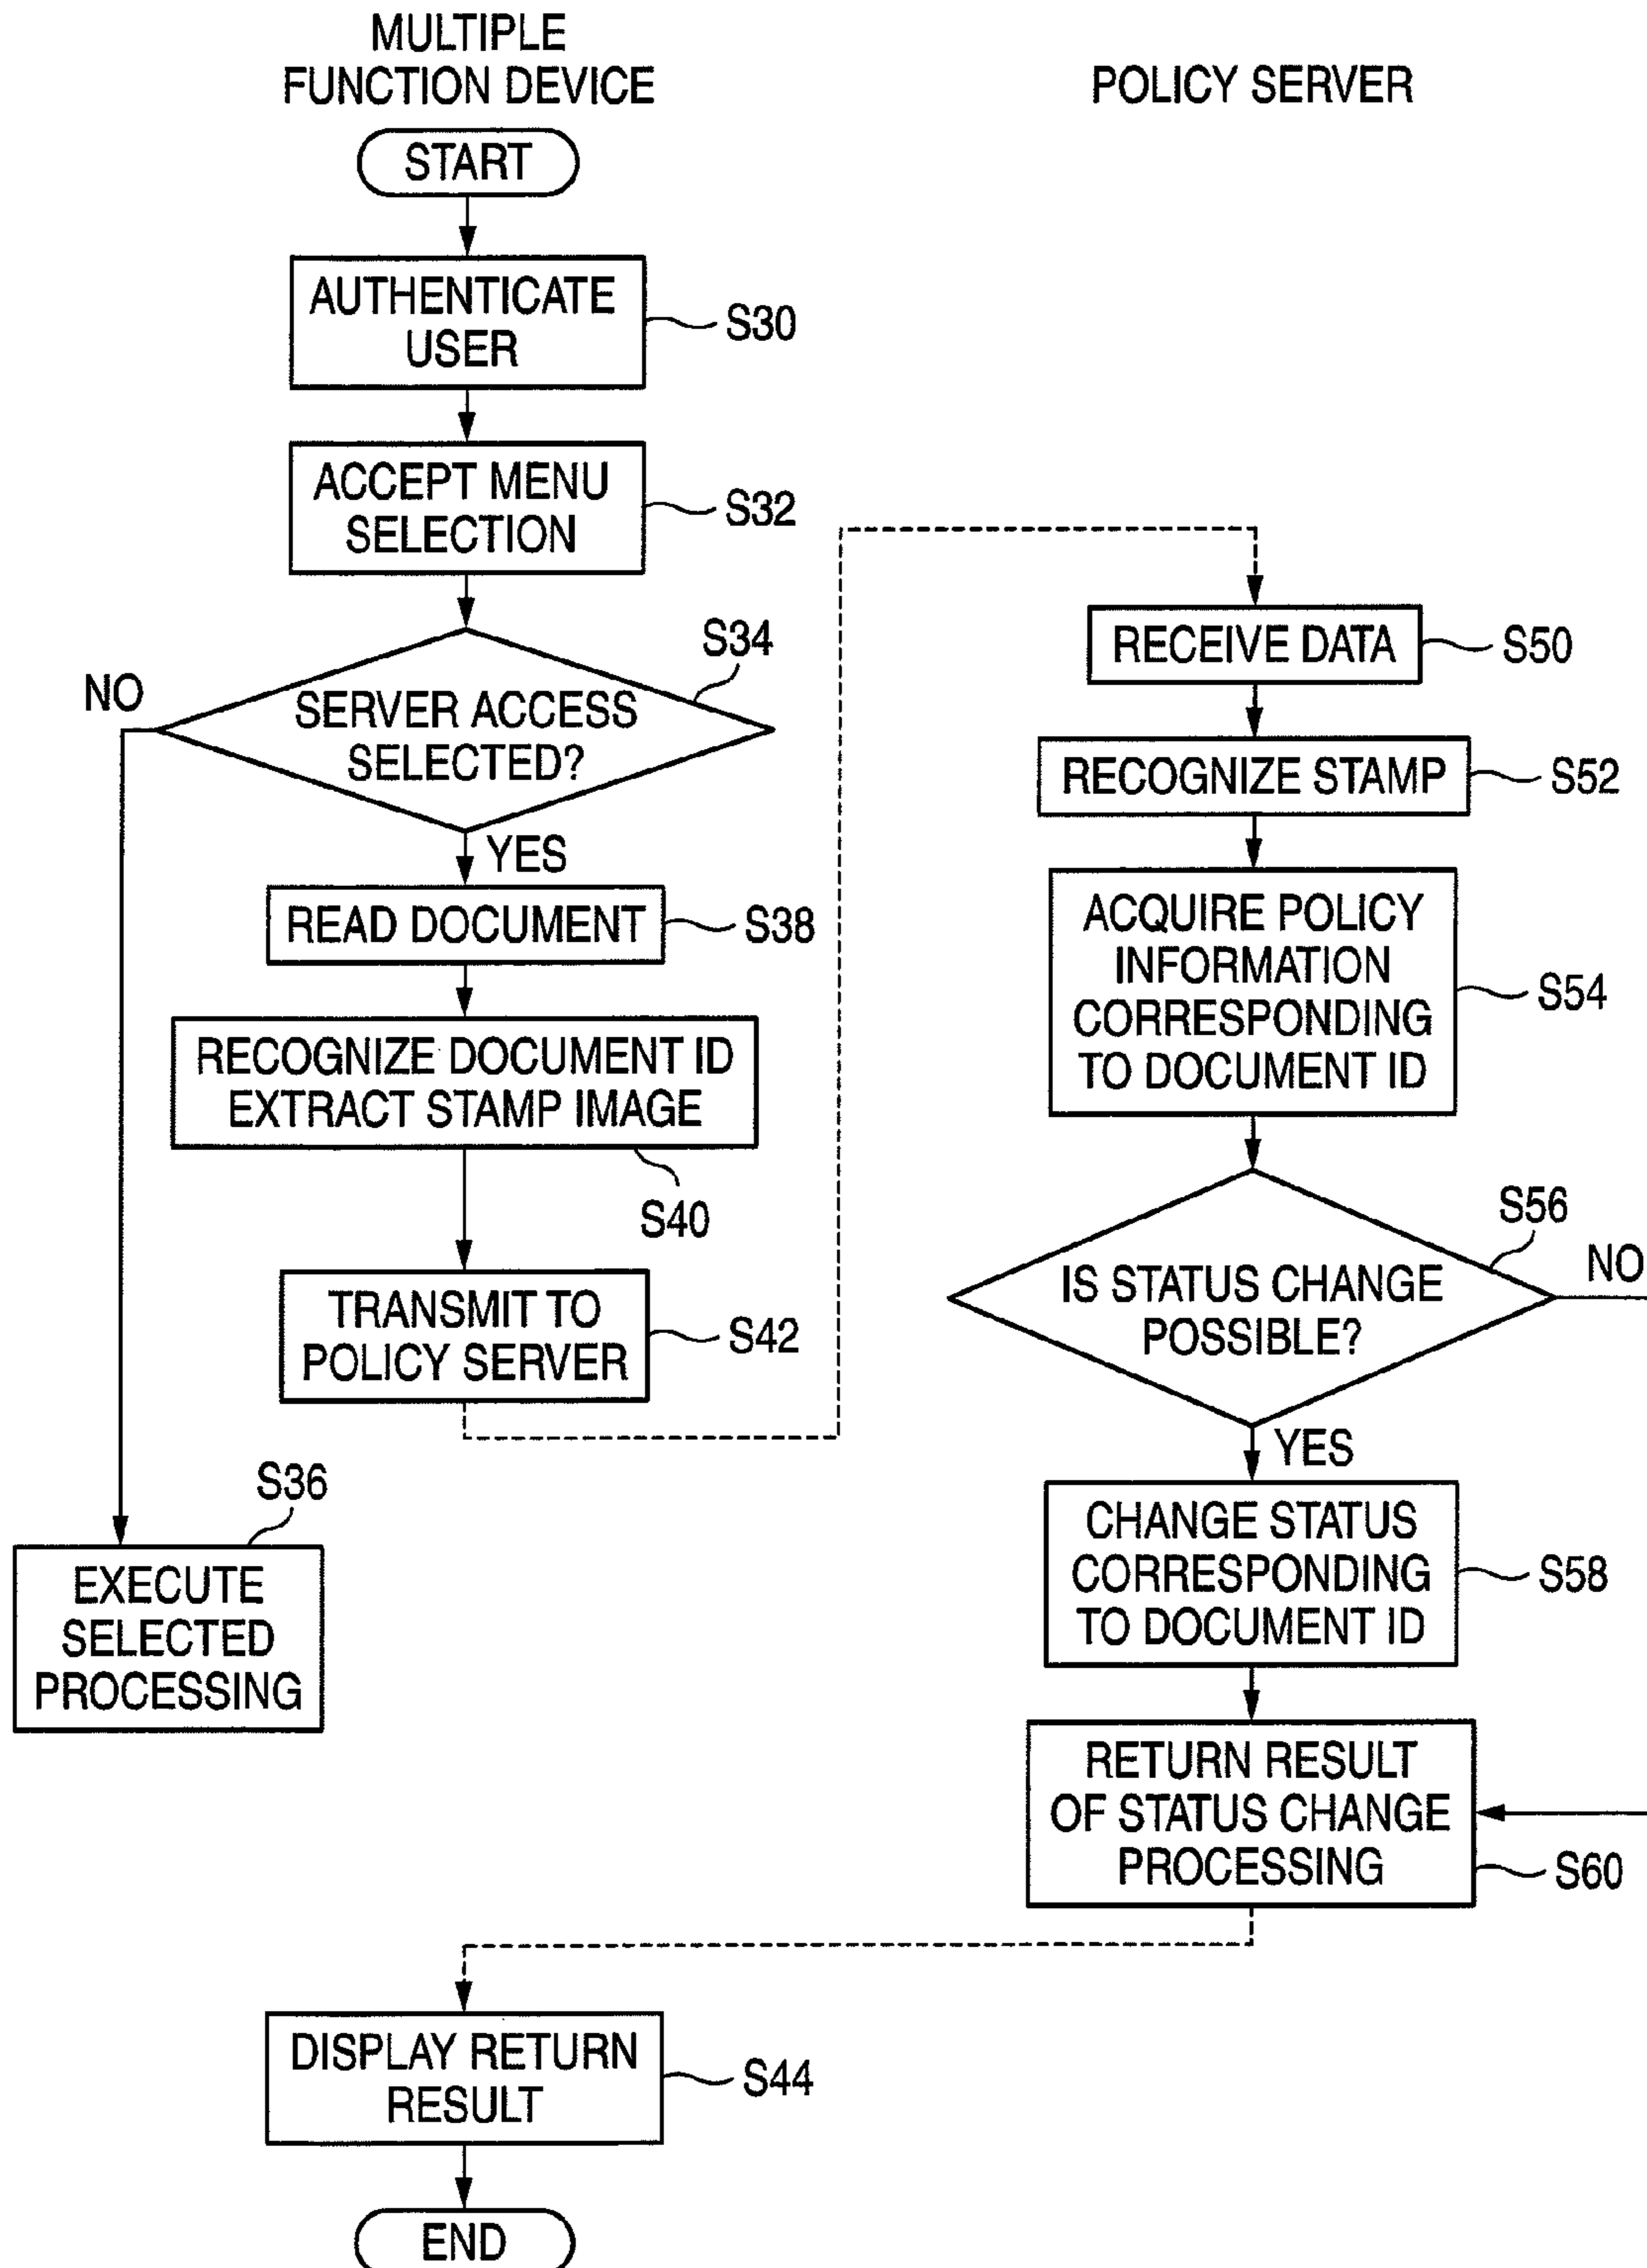 MULTIPLE
FUNCTION DEVICE
START
AUTHENTICATE
USER
S30
ACCEPT MENU
SELECTION
S32
S34
NO
SERVER ACCESS
SELECTED?
YES
READ DOCUMENT
S38
RECOGNIZE DOCUMENT ID
EXTRACT STAMP IMAGE
S40
TRANSMIT TO
POLICY SERVER
S42
S36
EXECUTE
SELECTED
PROCESSING
POLICY SERVER
RECEIVE DATA
S50
RECOGNIZE STAMP
S52
ACQUIRE POLICY
INFORMATION
CORRESPONDING
TO DOCUMENT ID
S54
S56
NO
IS STATUS CHANGE
POSSIBLE?
YES
CHANGE STATUS
CORRESPONDING
TO DOCUMENT ID
S58
RETURN RESULT
OF STATUS CHANGE
PROCESSING
S60
DISPLAY RETURN
RESULT
S44
END